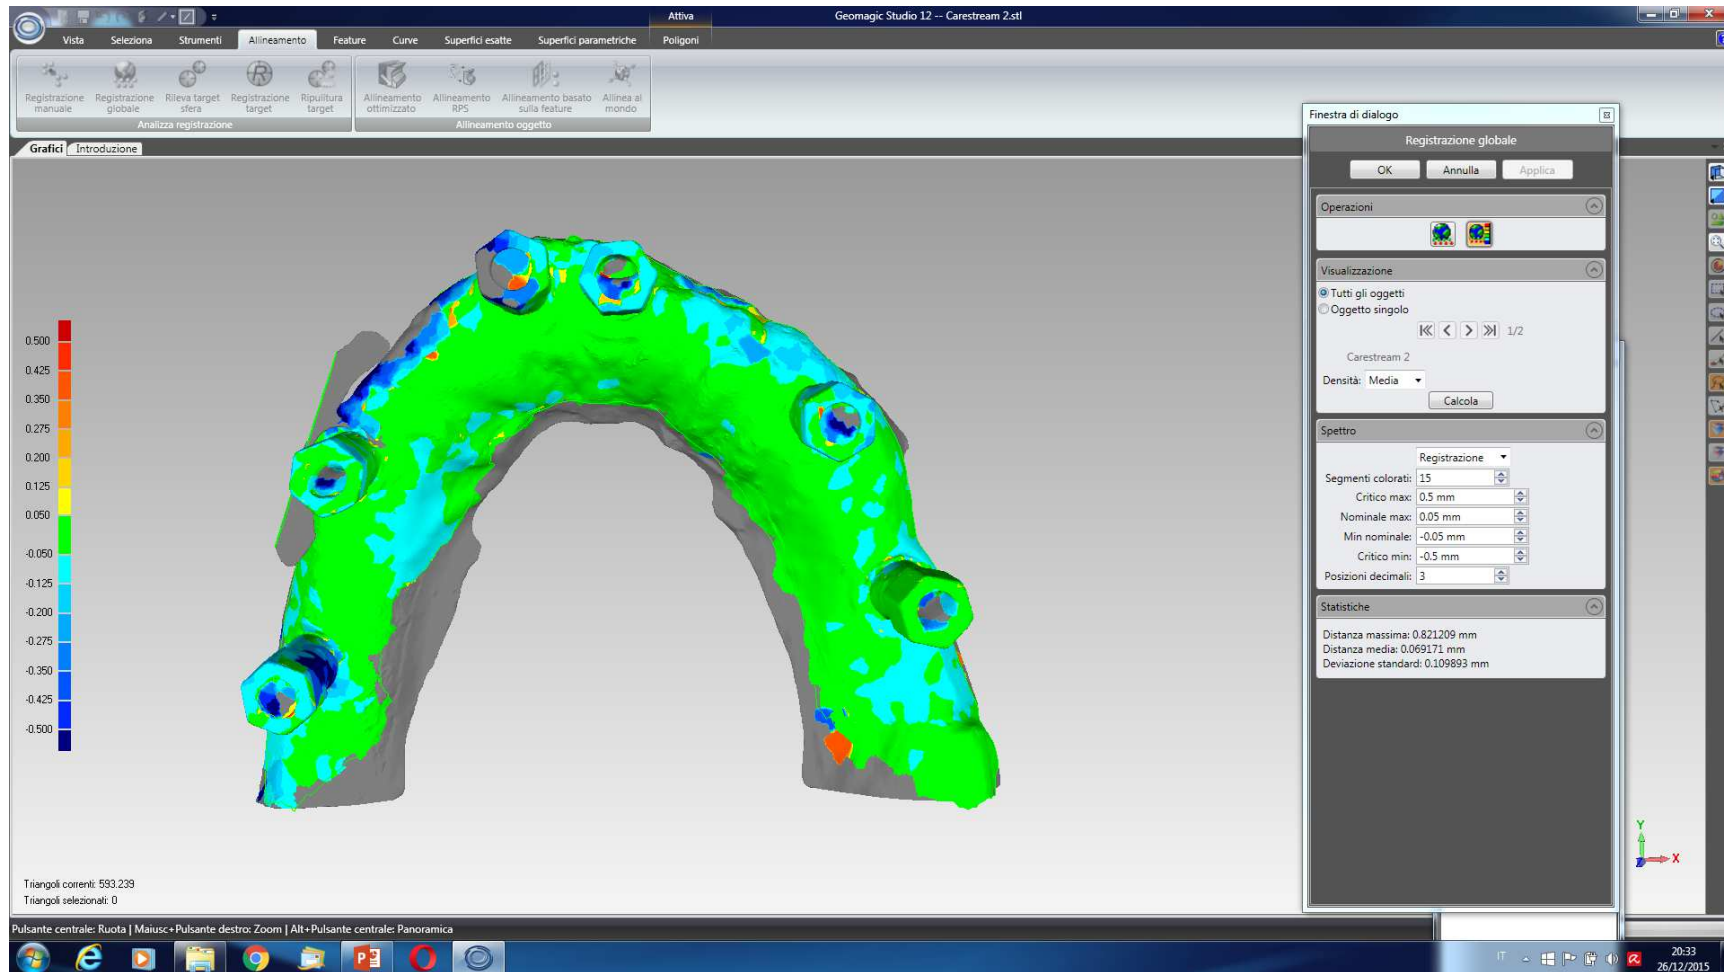 Attiva
Geomagic Studio 12 -- Carestream 2.stl
Vista Seleziona Strumenti Allineamento Feature Curve Superfici esatte Superfici parametriche Poligoni
Registrazione manuale
Registrazione globale
Rileva target sfera
Registrazione target
Ripulitura target
Allineamento ottimizzato
Allineamento RPS
Allineamento basato sulla feature
Allinea al mondo
Analizza registrazione
Allineamento oggetto
Grafici Introduzione
0.500
0.425
0.350
0.275
0.200
0.125
0.050
-0.050
-0.125
-0.200
-0.275
-0.350
-0.425
-0.500
Finestra di dialogo
Registrazione globale
OK Annulla Applica
Operazioni
Visualizzazione
Tutti gli oggetti
Oggetto singolo
1/2
Carestream 2
Densità: Media
Calcola
Spettro
Registrazione
Segmenti colorati: 15
Critico max: 0.5 mm
Nominale max: 0.05 mm
Min nominale: -0.05 mm
Critico min: -0.5 mm
Posizioni decimali: 3
Statistiche
Distanza massima: 0.821209 mm
Distanza media: 0.069171 mm
Deviazione standard: 0.109893 mm
Y
X
Triangoli correnti: 593.239
Triangoli selezionati: 0
Pulsante centrale: Ruota | Maiusc+Pulsante destro: Zoom | Alt+Pulsante centrale: Panoramica
IT
20:33
26/12/2015